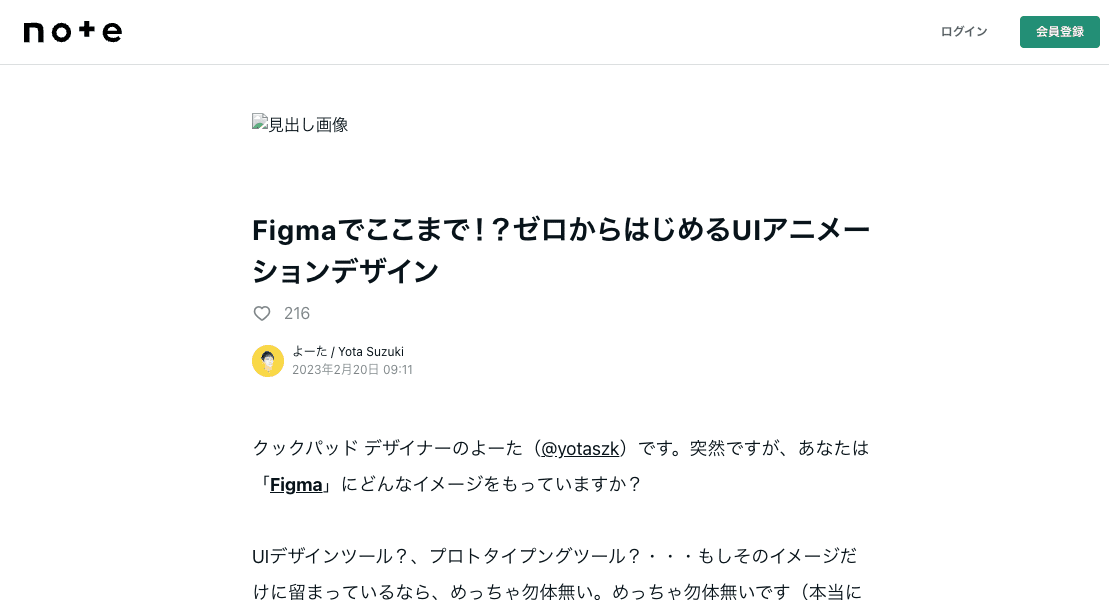 note
ログイン
会員登録
見出し画像
Figmaでここまで！？ゼロからはじめるUIアニメー
ションデザイン
216
よーた / Yota Suzuki
2023年2月20日 09:11
クックパッド デザイナーのよーた（@yotaszk）です。突然ですが、あなたは
「Figma」にどんなイメージをもっていますか？
UIデザインツール？、プロトタイプングツール？・・・もしそのイメージだ
けに留まっているなら、めっちゃ勿体無い。めっちゃ勿体無いです（本当に